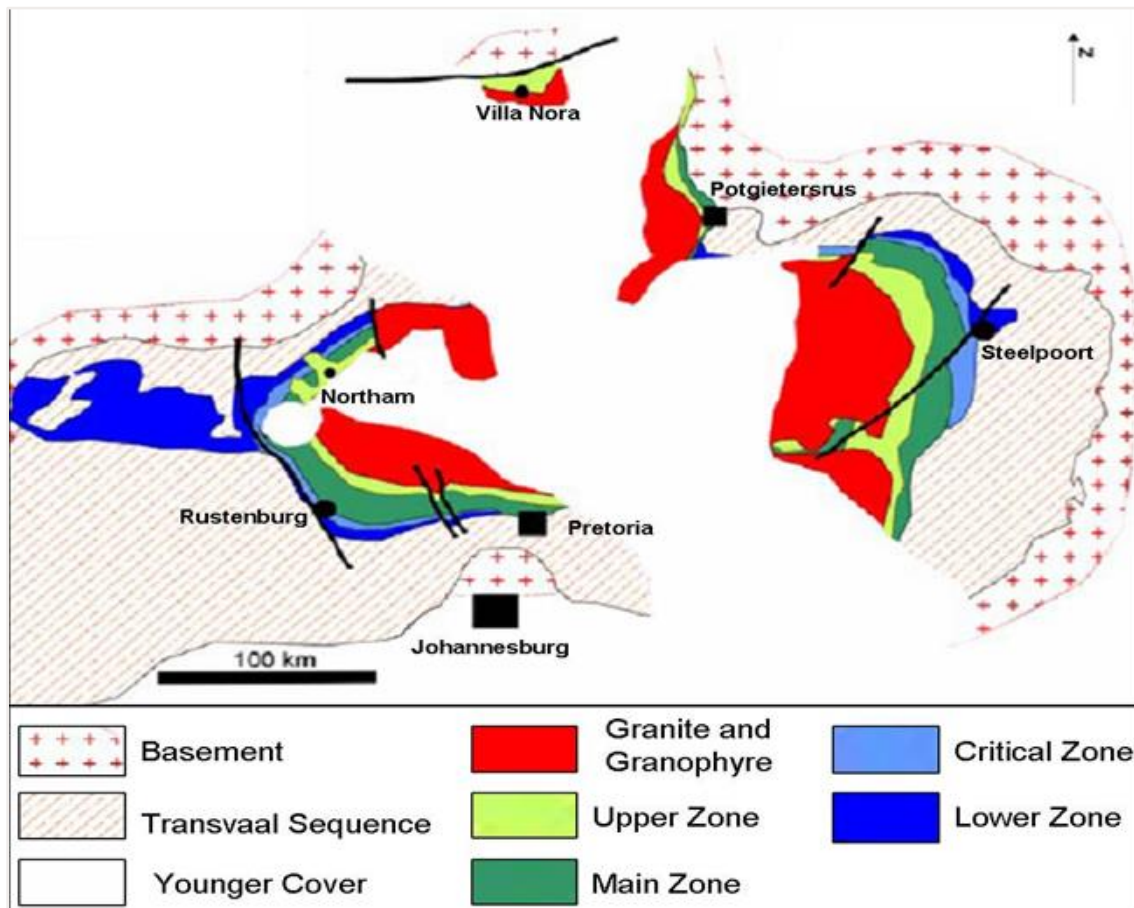 Villa Nora
N
Potgietersrus
Steelpoort
Northam
Rustenburg
Pretoria
Johannesburg
100 km
Basement
Granite and
Granophyre
Critical Zone
Transvaal Sequence
Upper Zone
Lower Zone
Younger Cover
Main Zone